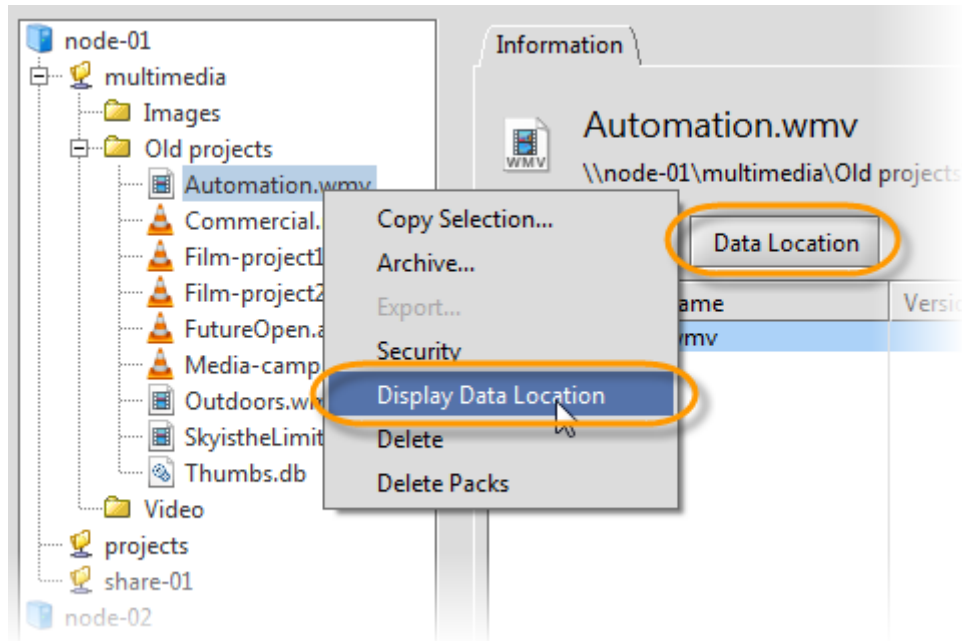 node-01
multimedia
Images
Old projects
Automation.wmv
Commercial.
Film-project1
Film-project2
FutureOpen.a
Media-camp
Outdoors.wm
SkyistheLimit
Thumbs.db
Video
projects
share-01
node-02
Copy Selection...
Archive...
Export...
Security
Display Data Location
Delete
Delete Packs
Information
WMV
Automation.wmv
\\node-01\multimedia\Old projects
Data Location
ame Versio
wmv